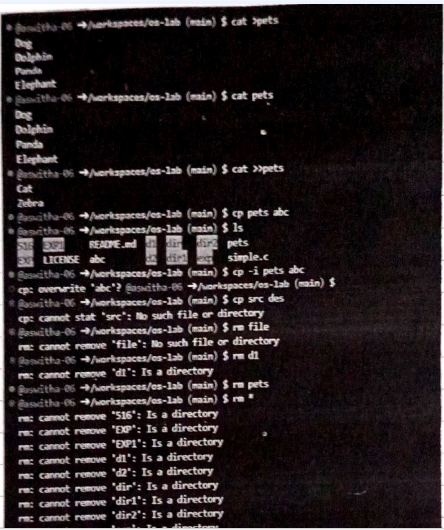 @aswitha-06 ➜/workspaces/os-lab (main) $ cat >pets
Dog
Dolphin
Panda
Elephant
@aswitha-06 ➜/workspaces/os-lab (main) $ cat pets
Dog
Dolphin
Panda
Elephant
@aswitha-06 ➜/workspaces/os-lab (main) $ cat >>pets
Cat
Zebra
@aswitha-06 ➜/workspaces/os-lab (main) $ cp pets abc
@aswitha-06 ➜/workspaces/os-lab (main) $ ls
516 EXP1 README.md d1 dir dir2 pets
EXP LICENSE abc d2 dir1 exp simple.c
@aswitha-06 ➜/workspaces/os-lab (main) $ cp -i pets abc
cp: overwrite 'abc'? @aswitha-06 ➜/workspaces/os-lab (main) $
@aswitha-06 ➜/workspaces/os-lab (main) $ cp src des
cp: cannot stat 'src': No such file or directory
@aswitha-06 ➜/workspaces/os-lab (main) $ rm file
rm: cannot remove 'file': No such file or directory
@aswitha-06 ➜/workspaces/os-lab (main) $ rm d1
rm: cannot remove 'd1': Is a directory
@aswitha-06 ➜/workspaces/os-lab (main) $ rm pets
@aswitha-06 ➜/workspaces/os-lab (main) $ rm *
rm: cannot remove '516': Is a directory
rm: cannot remove 'EXP': Is a directory
rm: cannot remove 'EXP1': Is a directory
rm: cannot remove 'd1': Is a directory
rm: cannot remove 'd2': Is a directory
rm: cannot remove 'dir': Is a directory
rm: cannot remove 'dir1': Is a directory
rm: cannot remove 'dir2': Is a directory